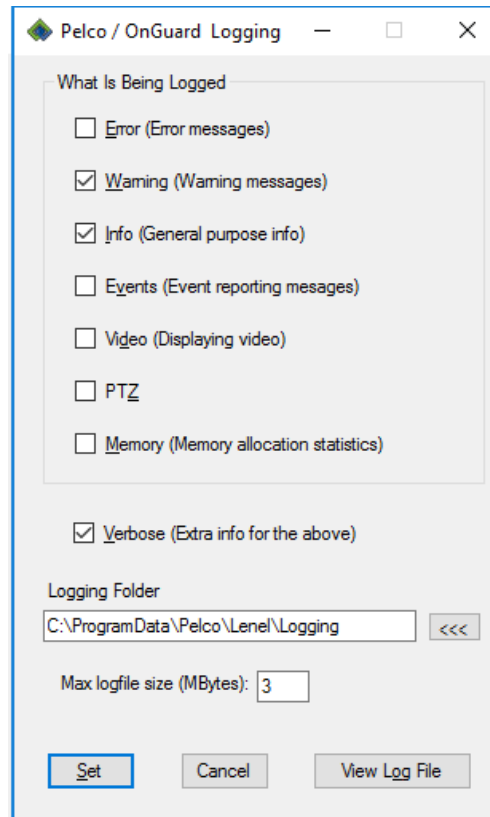 Pelco / OnGuard Logging
What Is Being Logged
Error (Error messages)
Warning (Warning messages)
Info (General purpose info)
Events (Event reporting mesages)
Video (Displaying video)
PTZ
Memory (Memory allocation statistics)
Verbose (Extra info for the above)
Logging Folder
C:\ProgramData\Pelco\Lenel\Logging <<<
Max logfile size (MBytes): 3
Set Cancel View Log File